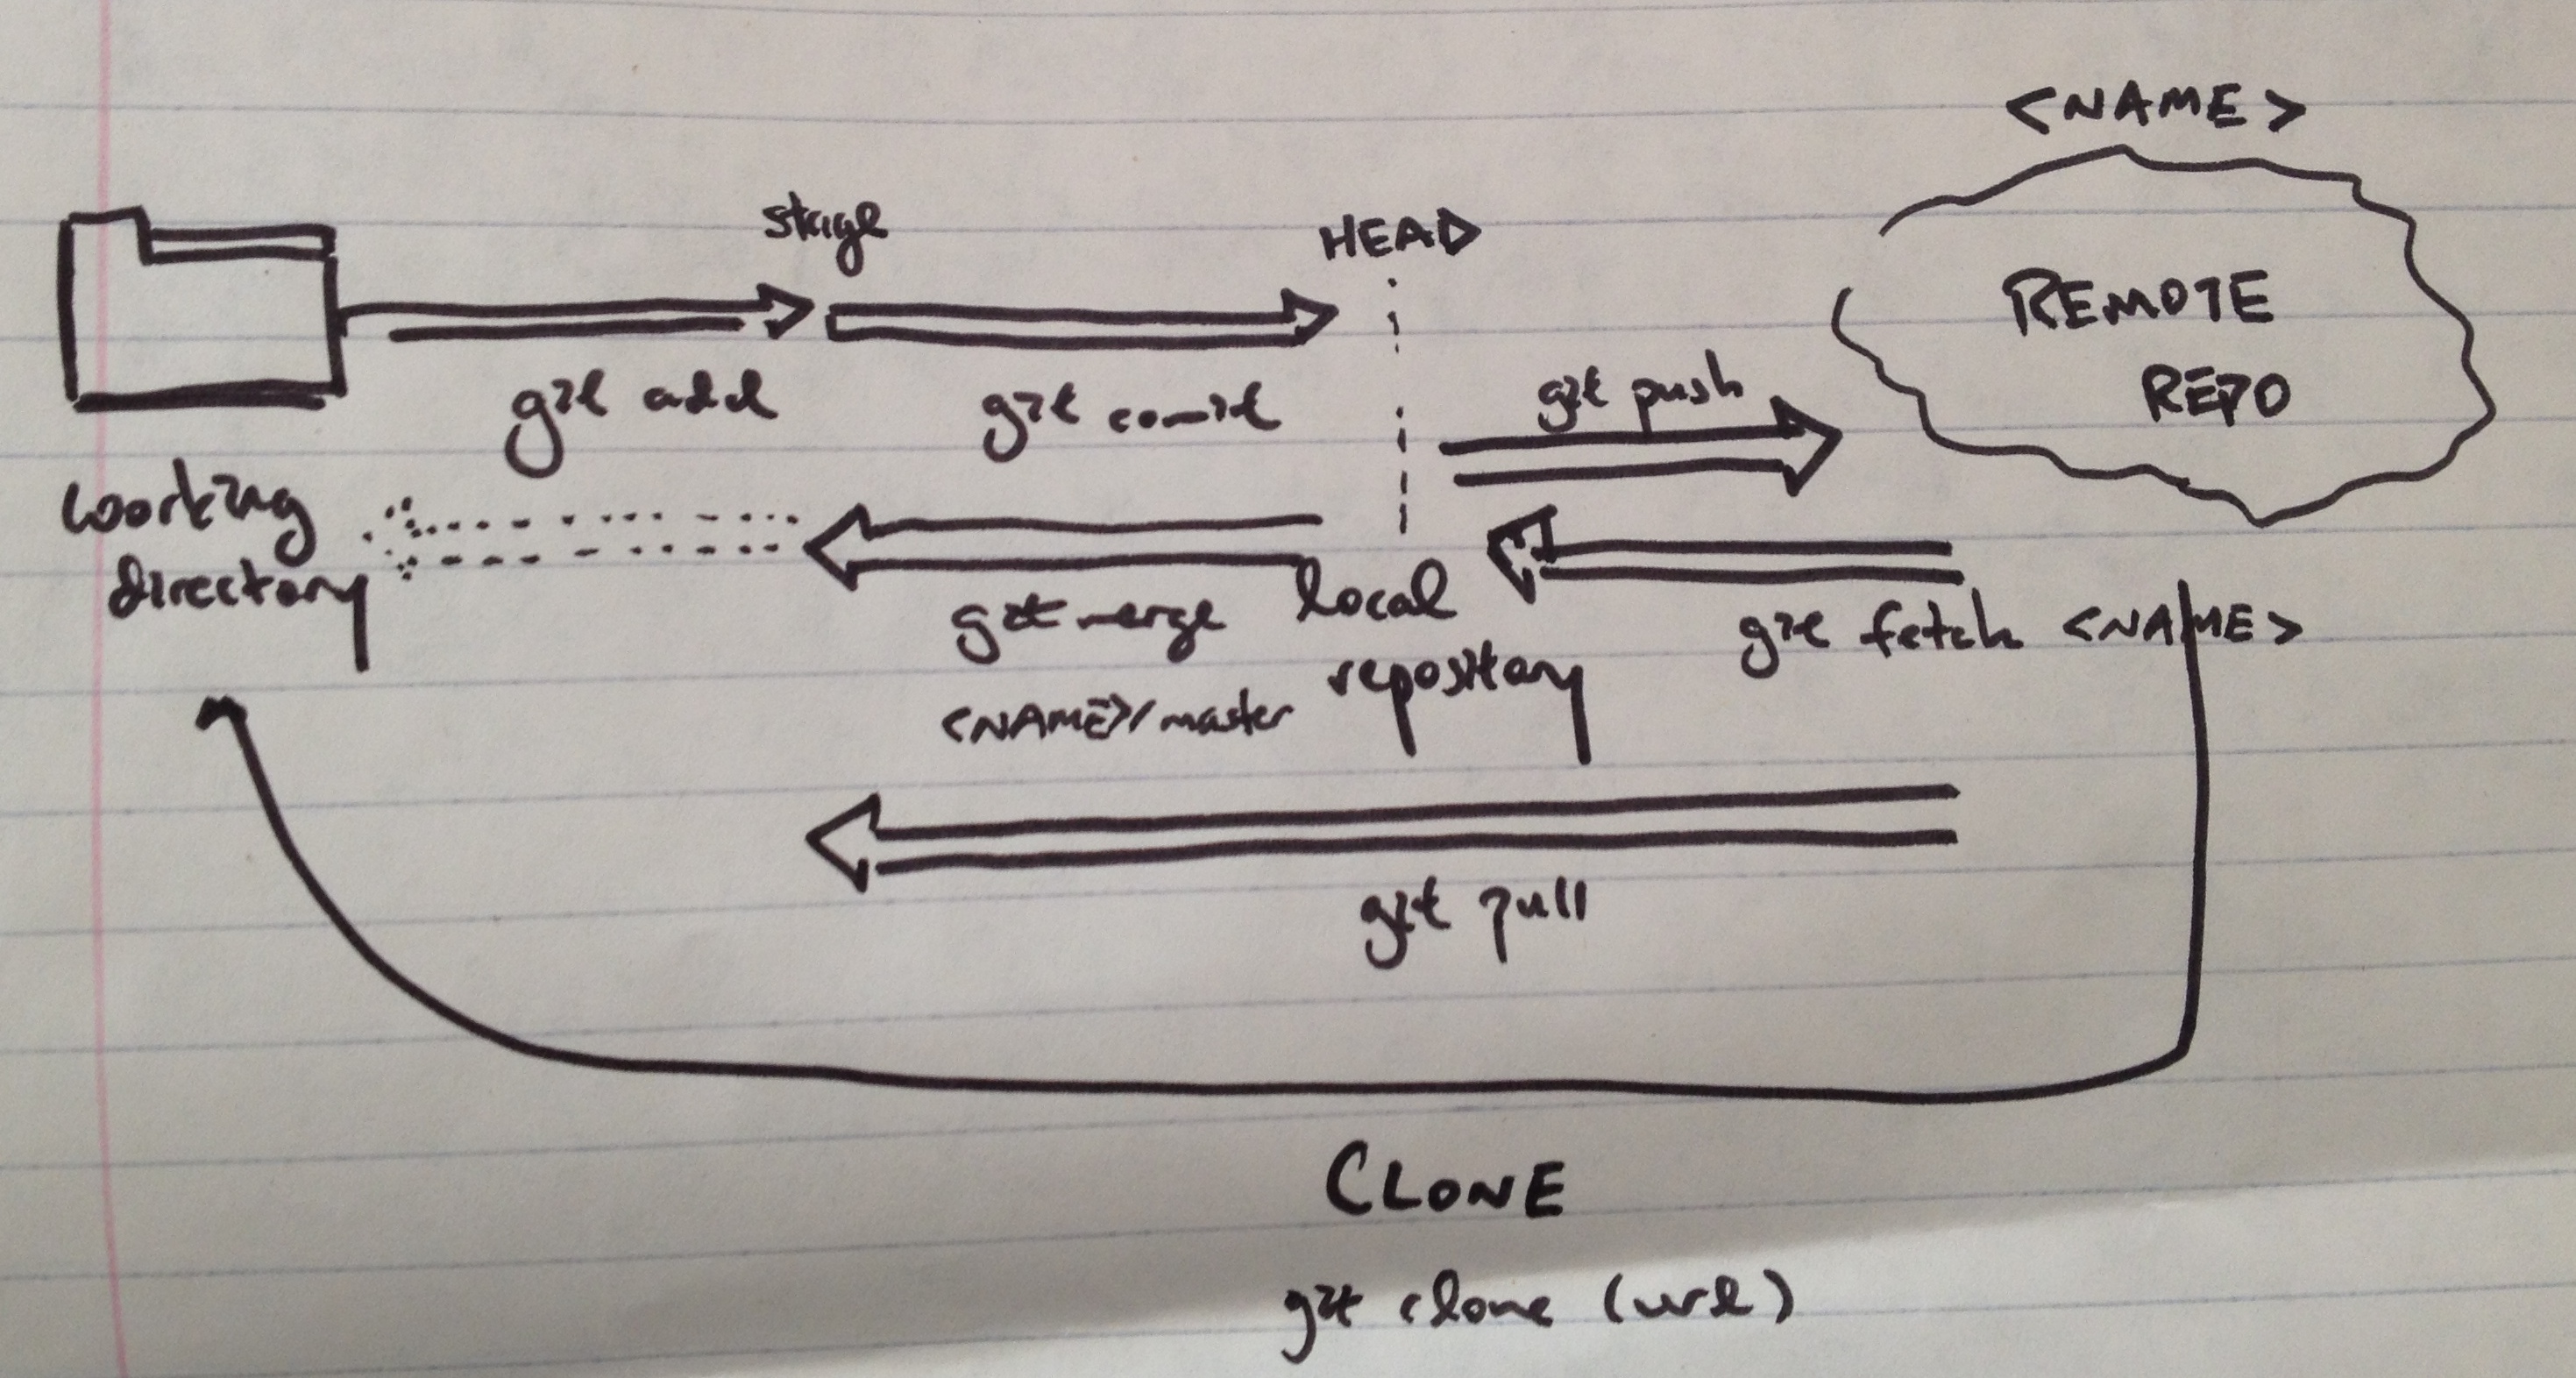 <NAME>
stage
HEAD
REMOTE
REPO
git add
git comit
git push
working
directory
git merge
<NAME>/master
local
repository
git fetch <NAME>
git pull
CLONE
git clone (url)